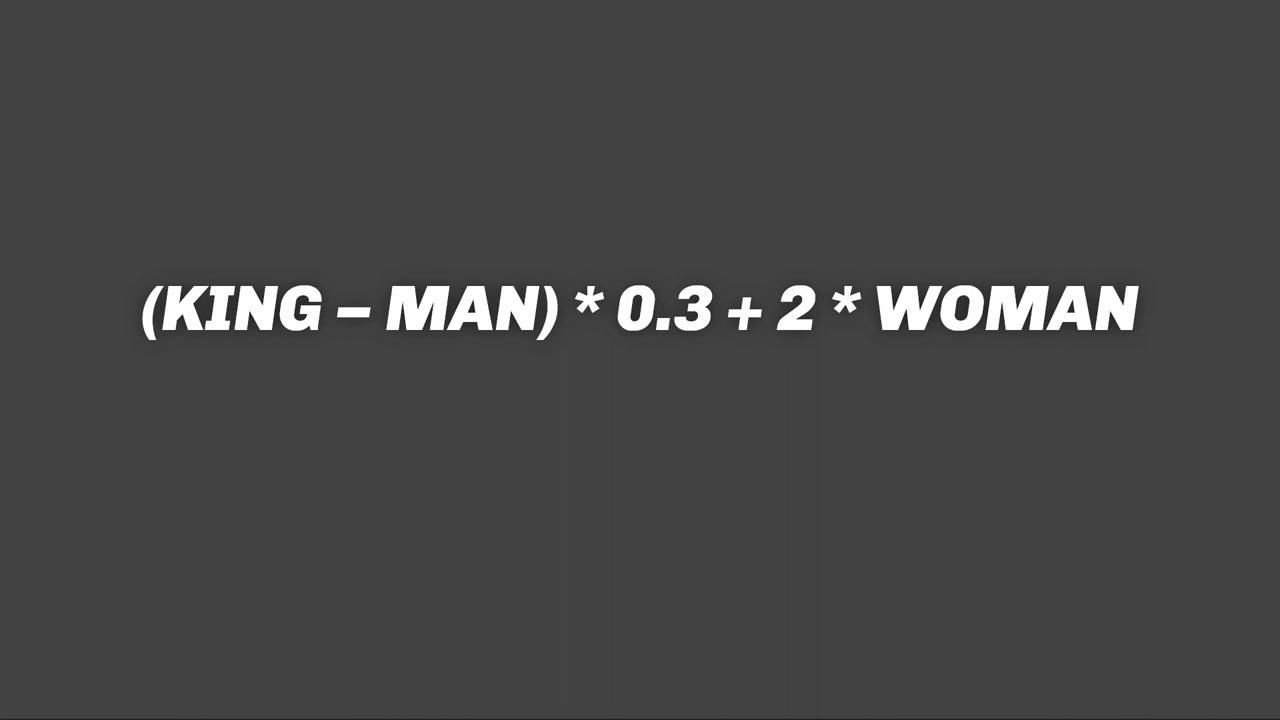 (KING – MAN) * 0.3 + 2 * WOMAN